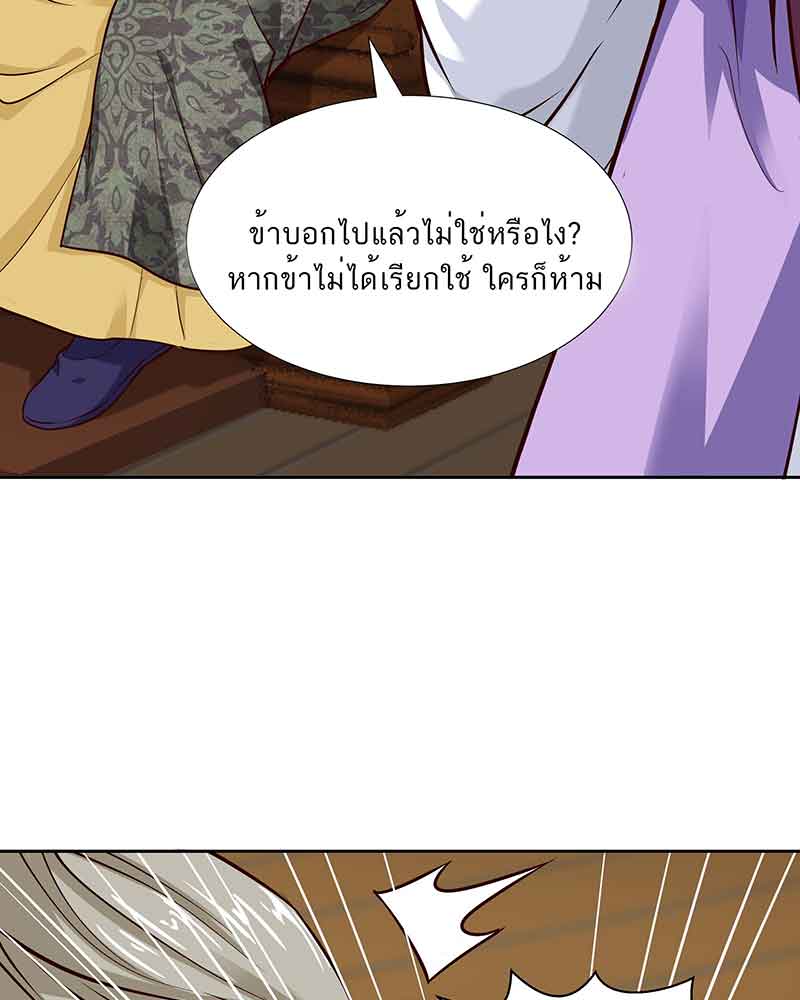 ข้าบอกไปแล้วไม่ใช่หรือไง?
หากข้าไม่ได้เรียกใช้ ใครก็ห้าม